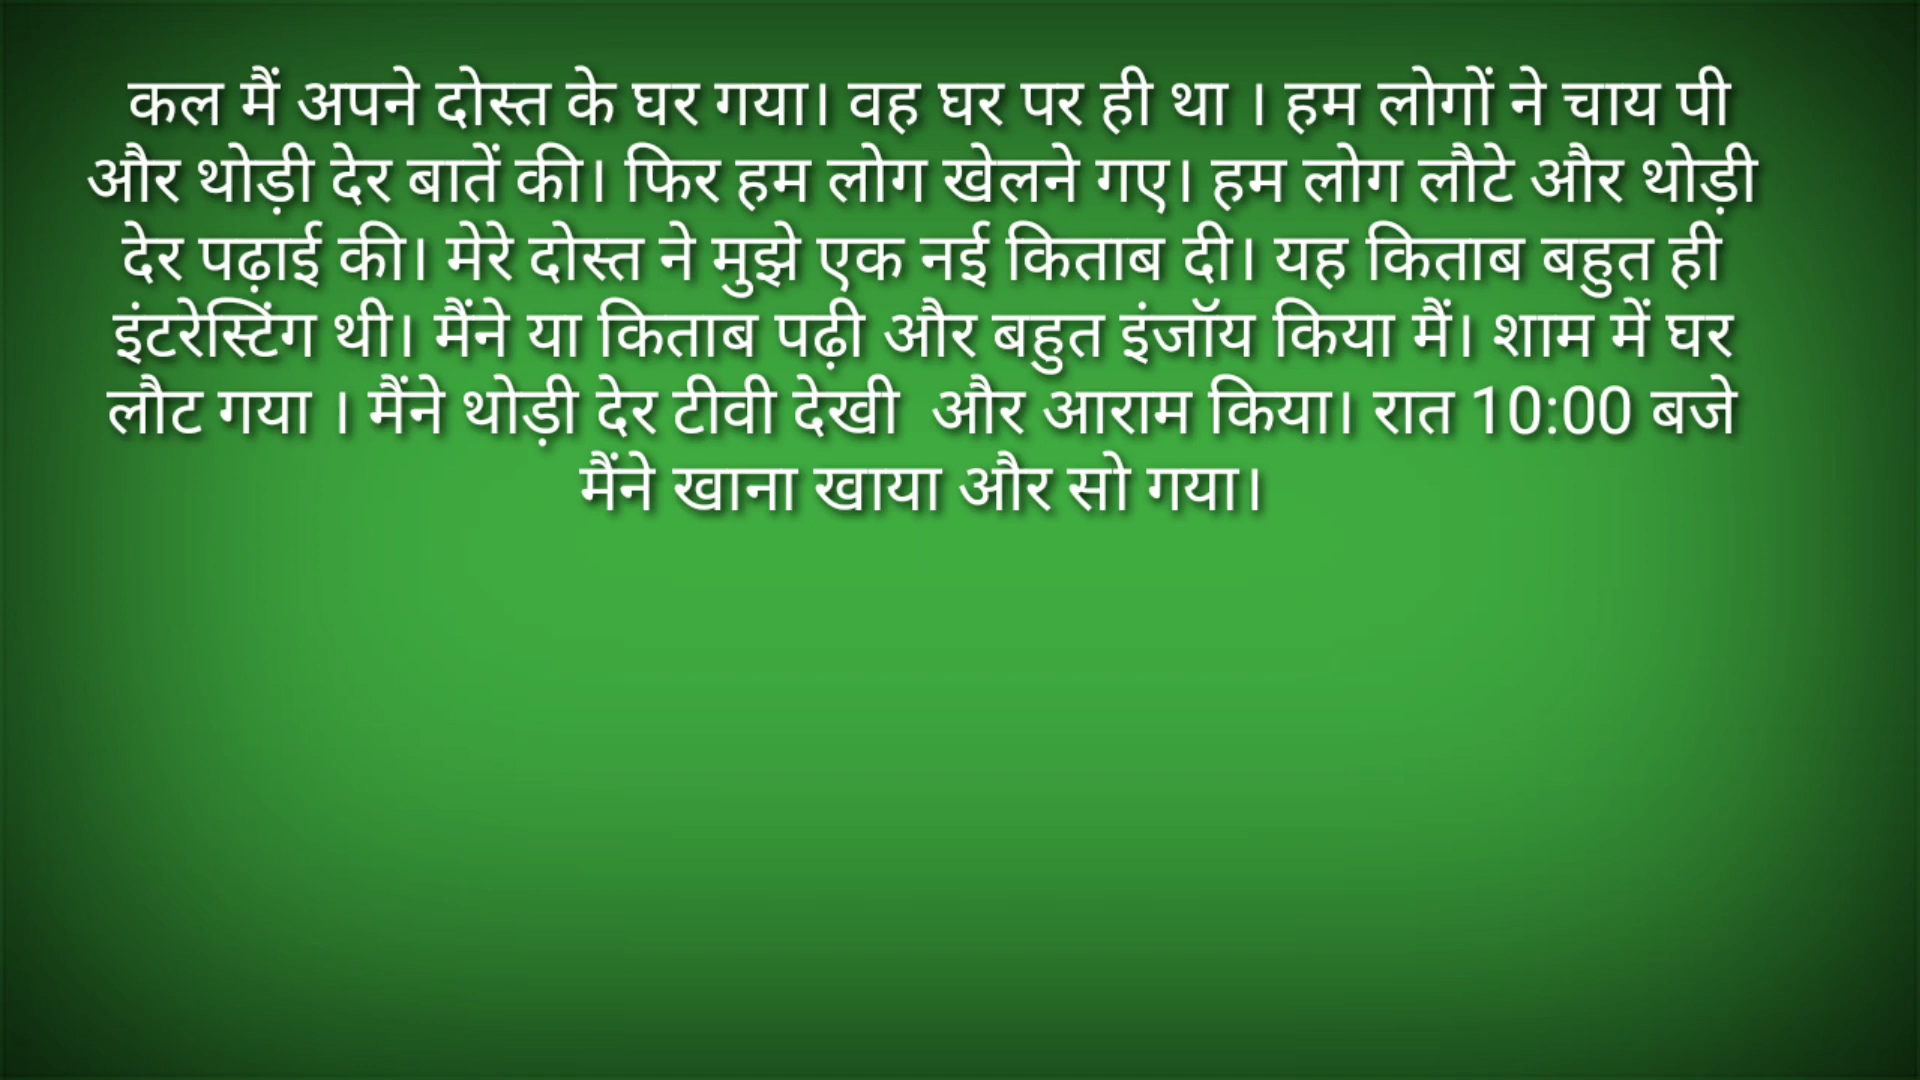 कल मैं अपने दोस्त के घर गया। वह घर पर ही था । हम लोगों ने चाय पी
और थोड़ी देर बातें की। फिर हम लोग खेलने गए। हम लोग लौटे और थोड़ी
देर पढ़ाई की। मेरे दोस्त ने मुझे एक नई किताब दी। यह किताब बहुत ही
इंटरेस्टिंग थी। मैंने या किताब पढ़ी और बहुत इंजॉय किया मैं। शाम में घर
लौट गया । मैंने थोड़ी देर टीवी देखी  और आराम किया। रात 10:00 बजे
मैंने खाना खाया और सो गया।